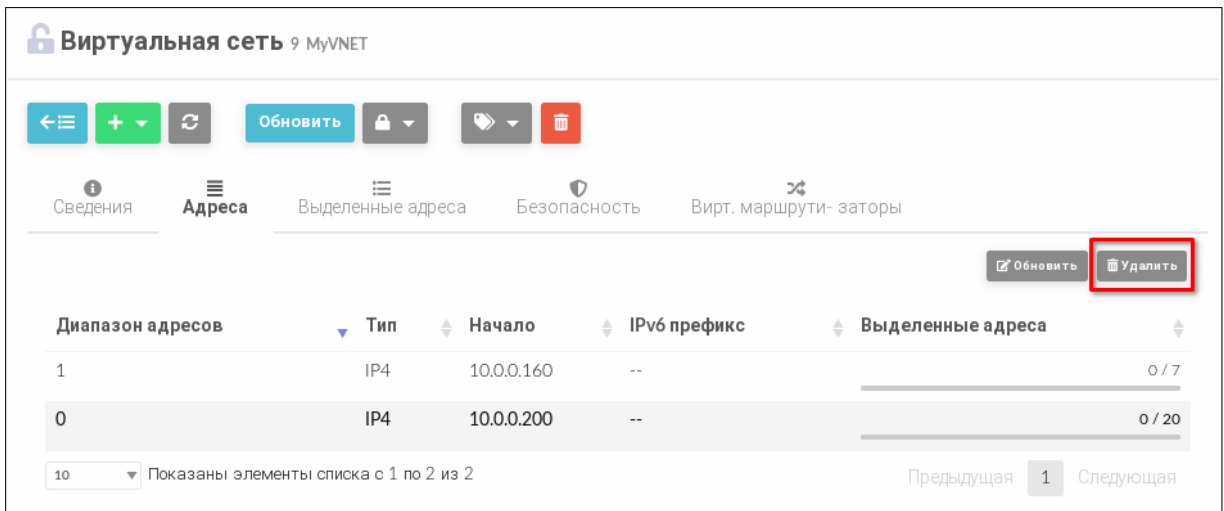 Виртуальная сеть 9 MyVNET
Обновить
Сведения Адреса Выделенные адреса Безопасность Вирт. маршрути- заторы
Обновить Удалить
Диапазон адресов Тип Начало IPv6 префикс Выделенные адреса
1 IP4 10.0.0.160 -- 0 / 7
0 IP4 10.0.0.200 -- 0 / 20
10 Показаны элементы списка с 1 по 2 из 2 Предыдущая 1 Следующая